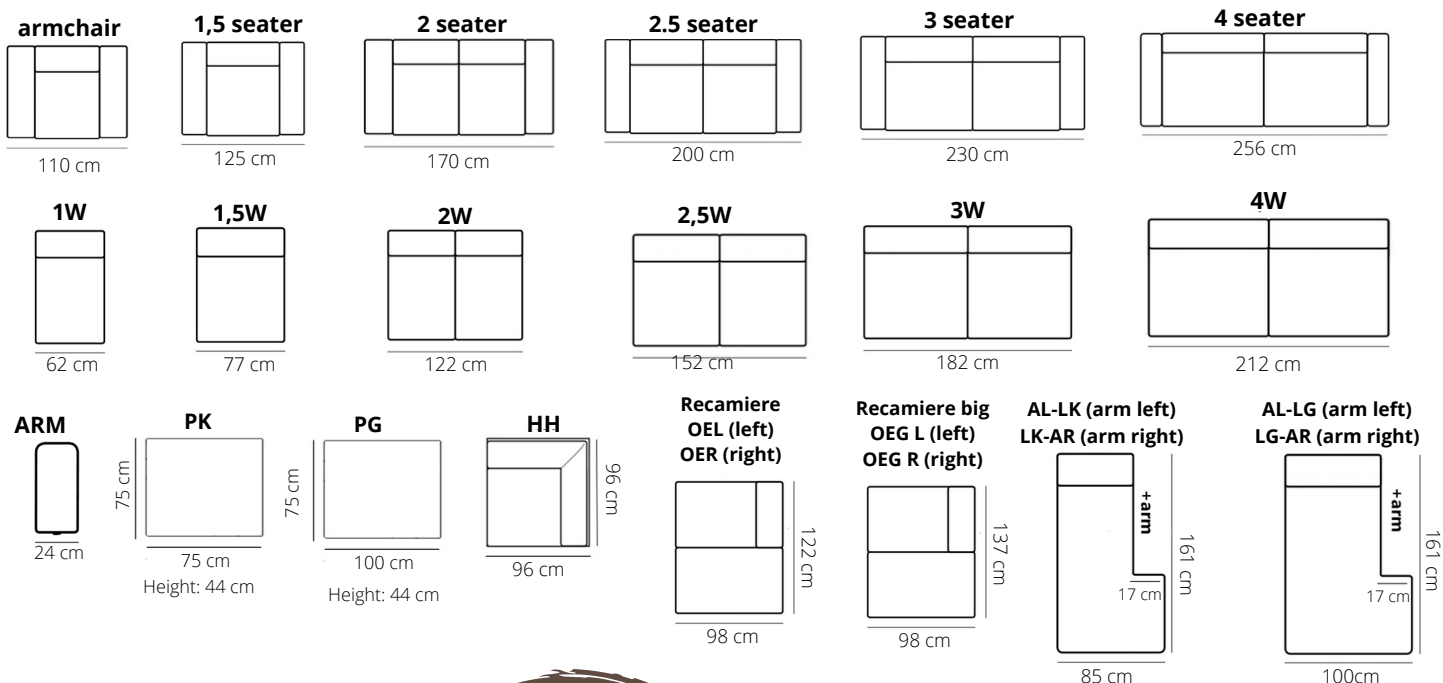 armchair
1,5 seater
2 seater
2.5 seater
3 seater
4 seater
110 cm
125 cm
170 cm
200 cm
230 cm
256 cm
1W
1,5W
2W
2,5W
3W
4W
62 cm
77 cm
122 cm
152 cm
182 cm
212 cm
ARM
24 cm
PK
75 cm
75 cm
Height: 44 cm
PG
75 cm
100 cm
Height: 44 cm
HH
96 cm
96 cm
Recamiere
OEL (left)
OER (right)
122 cm
98 cm
Recamiere big
OEG L (left)
OEG R (right)
137 cm
98 cm
AL-LK (arm left)
LK-AR (arm right)
+arm
161 cm
17 cm
85 cm
AL-LG (arm left)
LG-AR (arm right)
+arm
161 cm
17 cm
100cm